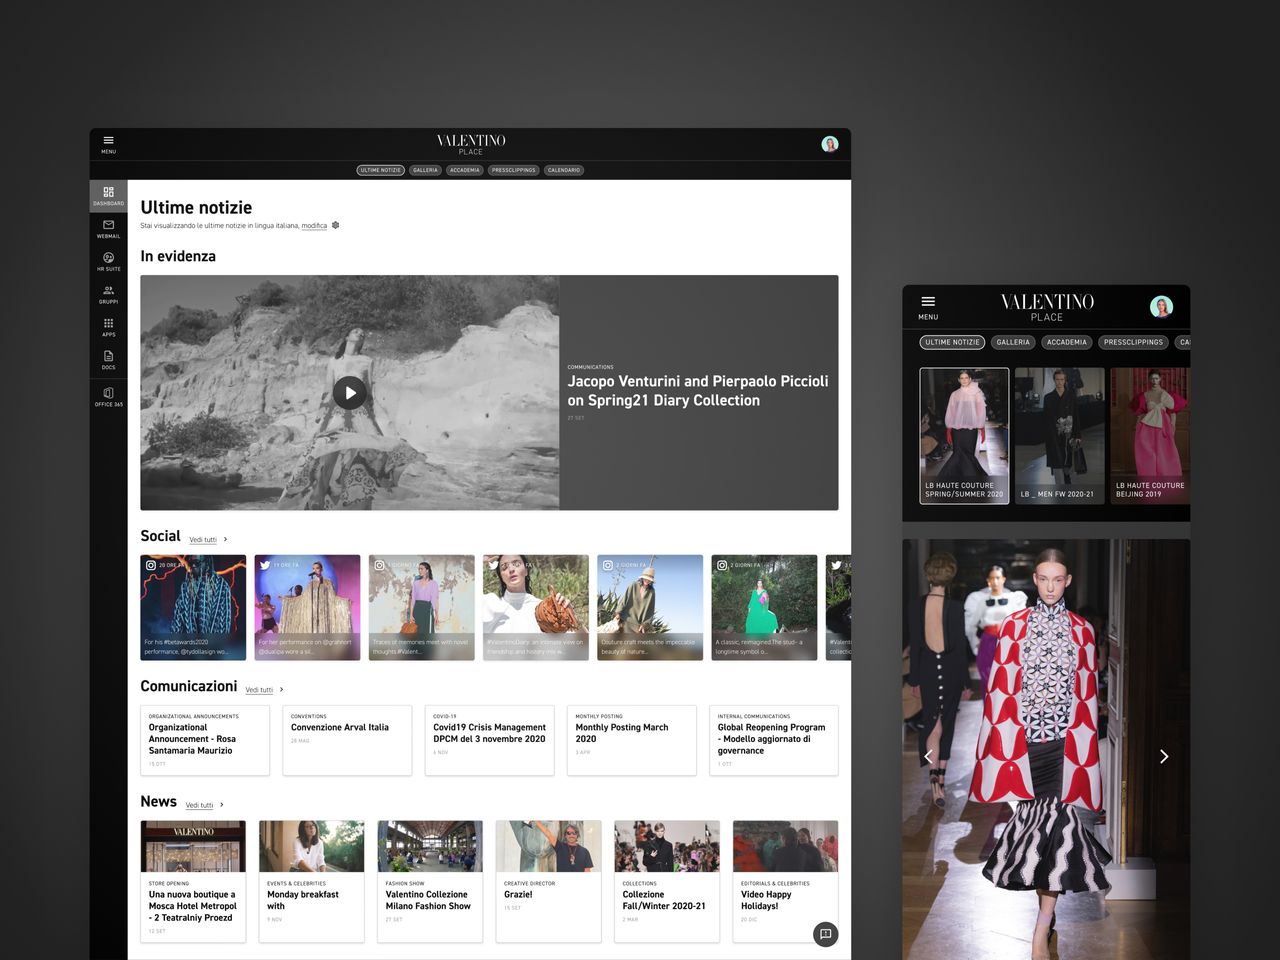 MENU
VALENTINO
PLACE
ULTIME NOTIZIE
GALLERIA
ACCADEMIA
PRESSCLIPPINGS
CALENDARIO
DASHBOARD
WEBMAIL
HR SUITE
GRUPPI
APPS
DOCS
OFFICE 365
Ultime notizie
Stai visualizzando le ultime notizie in lingua italiana, modifica
In evidenza
COMMUNICATIONS
Jacopo Venturini and Pierpaolo Piccioli
on Spring21 Diary Collection
27 SET
Social
Vedi tutti
20 ORE FA
For his #betawards2020
performance, @tydollasign wo...
19 ORE FA
For her performance on @grahnort
@dualipa wore a sil...
GIORNO FA
Traces of memories meet with novel
thoughts #Valent...
#ValentinoDiary: an intimate view on
friendship and history-mix w...
2 GIORNI FA
Couture craft meets the impeccable
beauty of nature...
2 GIORNI FA
A classic, reimagined.The stud- a
longtime symbol o...
3 G
#Valenti
collectio
Comunicazioni
Vedi tutti
ORGANIZATIONAL ANNOUNCEMENTS
Organizational
Announcement - Rosa
Santamaria Maurizio
19 OTT
CONVENTIONS
Convenzione Arval Italia
28 MAG
COVID-19
Covid19 Crisis Management
DPCM del 3 novembre 2020
6 NOV
MONTHLY POSTING
Monthly Posting March
2020
3 APR
INTERNAL COMMUNICATIONS
Global Reopening Program
- Modello aggiornato di
governance
1 OTT
News
Vedi tutti
VALENTINO
STORE OPENING
Una nuova boutique a
Mosca Hotel Metropol
- 2 Teatralniy Proezd
12 SET
EVENTS & CELEBRITIES
Monday breakfast
with
9 NOV
FASHION SHOW
Valentino Collezione
Milano Fashion Show
27 SET
CREATIVE DIRECTOR
Grazie!
15 SET
COLLECTIONS
Collezione
Fall/Winter 2020-21
2 MAR
EDITORIALS & CELEBRITIES
Video Happy
Holidays!
20 DIC
MENU
VALENTINO
PLACE
ULTIME NOTIZIE
GALLERIA
ACCADEMIA
PRESSCLIPPINGS
CA
LB HAUTE COUTURE
SPRING/SUMMER 2020
LB _ MEN FW 2020-21
LB HAUTE COUTURE
BEIJING 2019